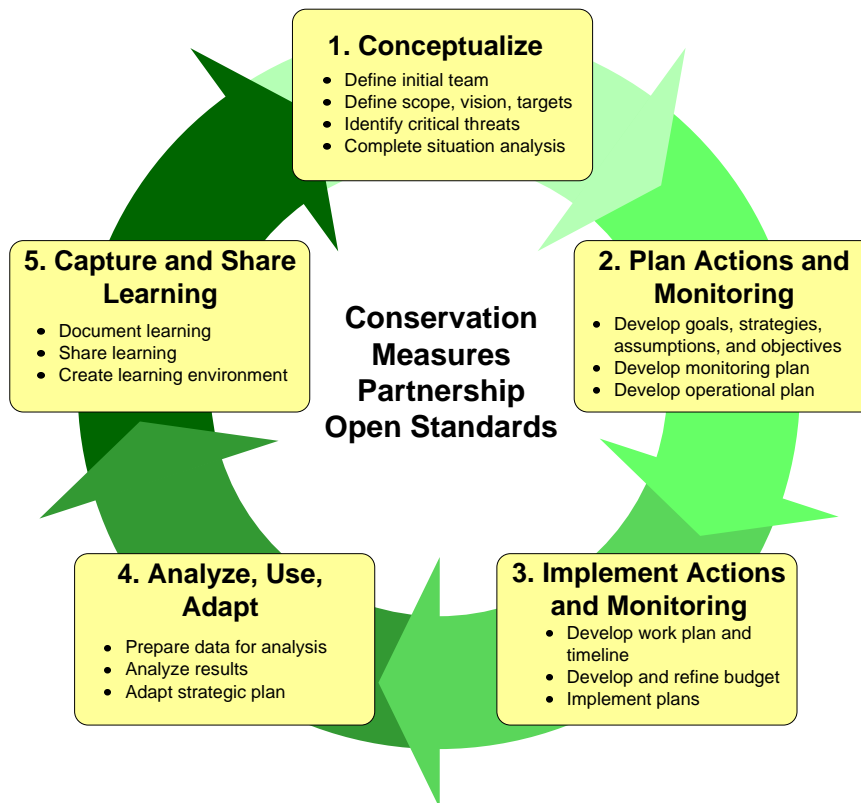 1. Conceptualize
• Define initial team
• Define scope, vision, targets
• Identify critical threats
• Complete situation analysis
2. Plan Actions and
Monitoring
• Develop goals, strategies,
assumptions, and objectives
• Develop monitoring plan
• Develop operational plan
3. Implement Actions
and Monitoring
• Develop work plan and
timeline
• Develop and refine budget
• Implement plans
4. Analyze, Use,
Adapt
• Prepare data for analysis
• Analyze results
• Adapt strategic plan
5. Capture and Share
Learning
• Document learning
• Share learning
• Create learning environment
Conservation
Measures
Partnership
Open Standards